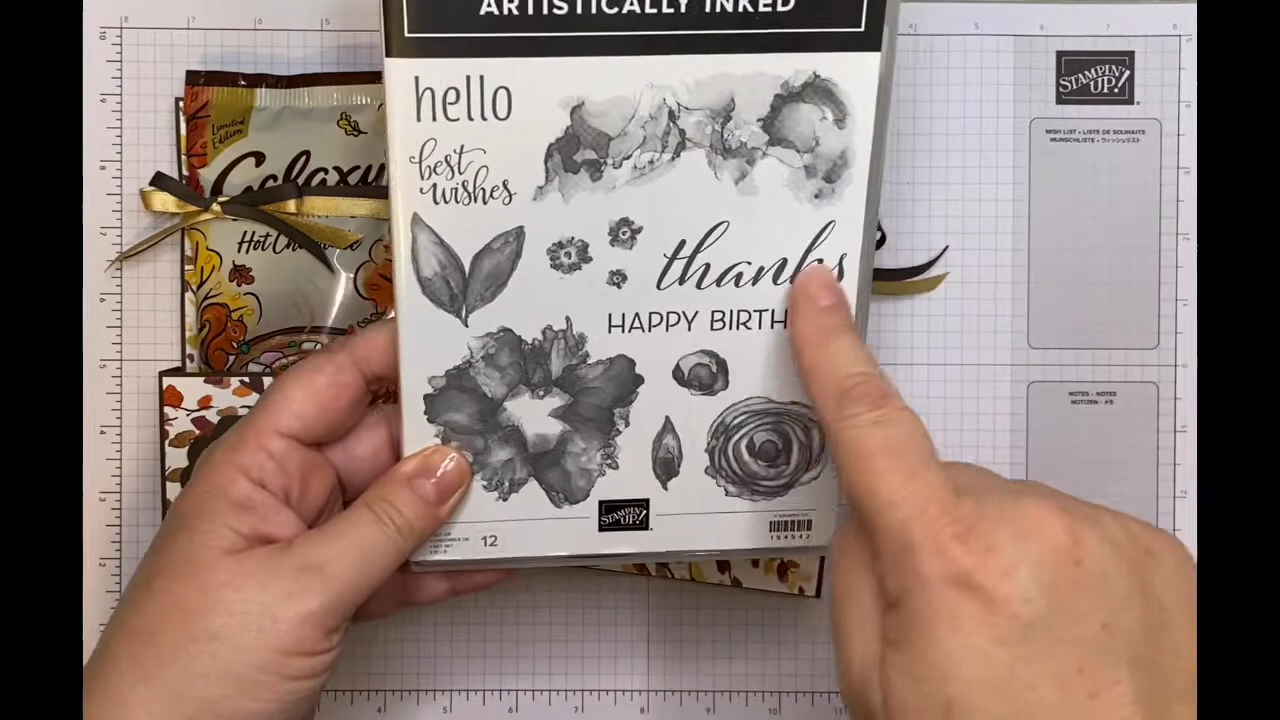 ARTISTICALLY INKED
hello
best
wishes
thanks
HAPPY BIRTH
STAMPIN' UP!
12
154542
Limited
Edition
Galaxy
Hot Chocolate
STAMPIN' UP!
WISH LIST • LISTE DE SOUHAITS
WUNSCHLISTE • ウィッシュリスト
NOTES • NOTES
NOTIZEN • メモ